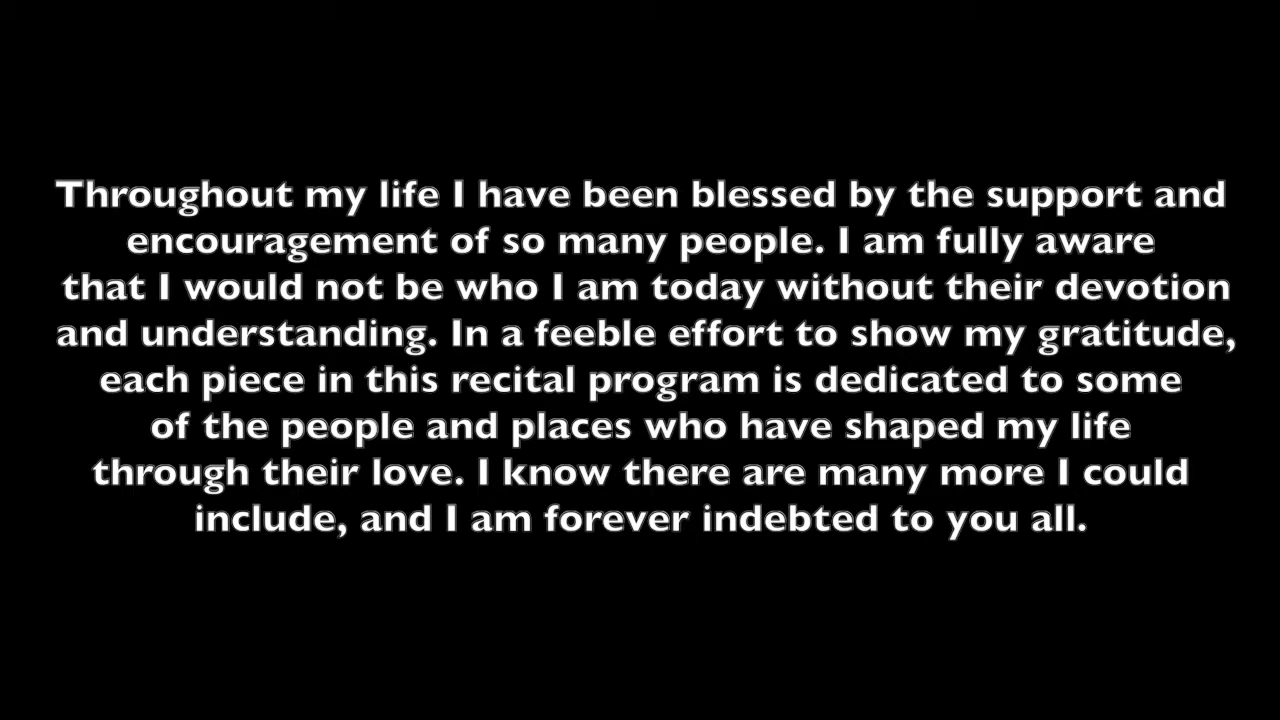 Throughout my life I have been blessed by the support and
encouragement of so many people. I am fully aware
that I would not be who I am today without their devotion
and understanding. In a feeble effort to show my gratitude,
each piece in this recital program is dedicated to some
of the people and places who have shaped my life
through their love. I know there are many more I could
include, and I am forever indebted to you all.